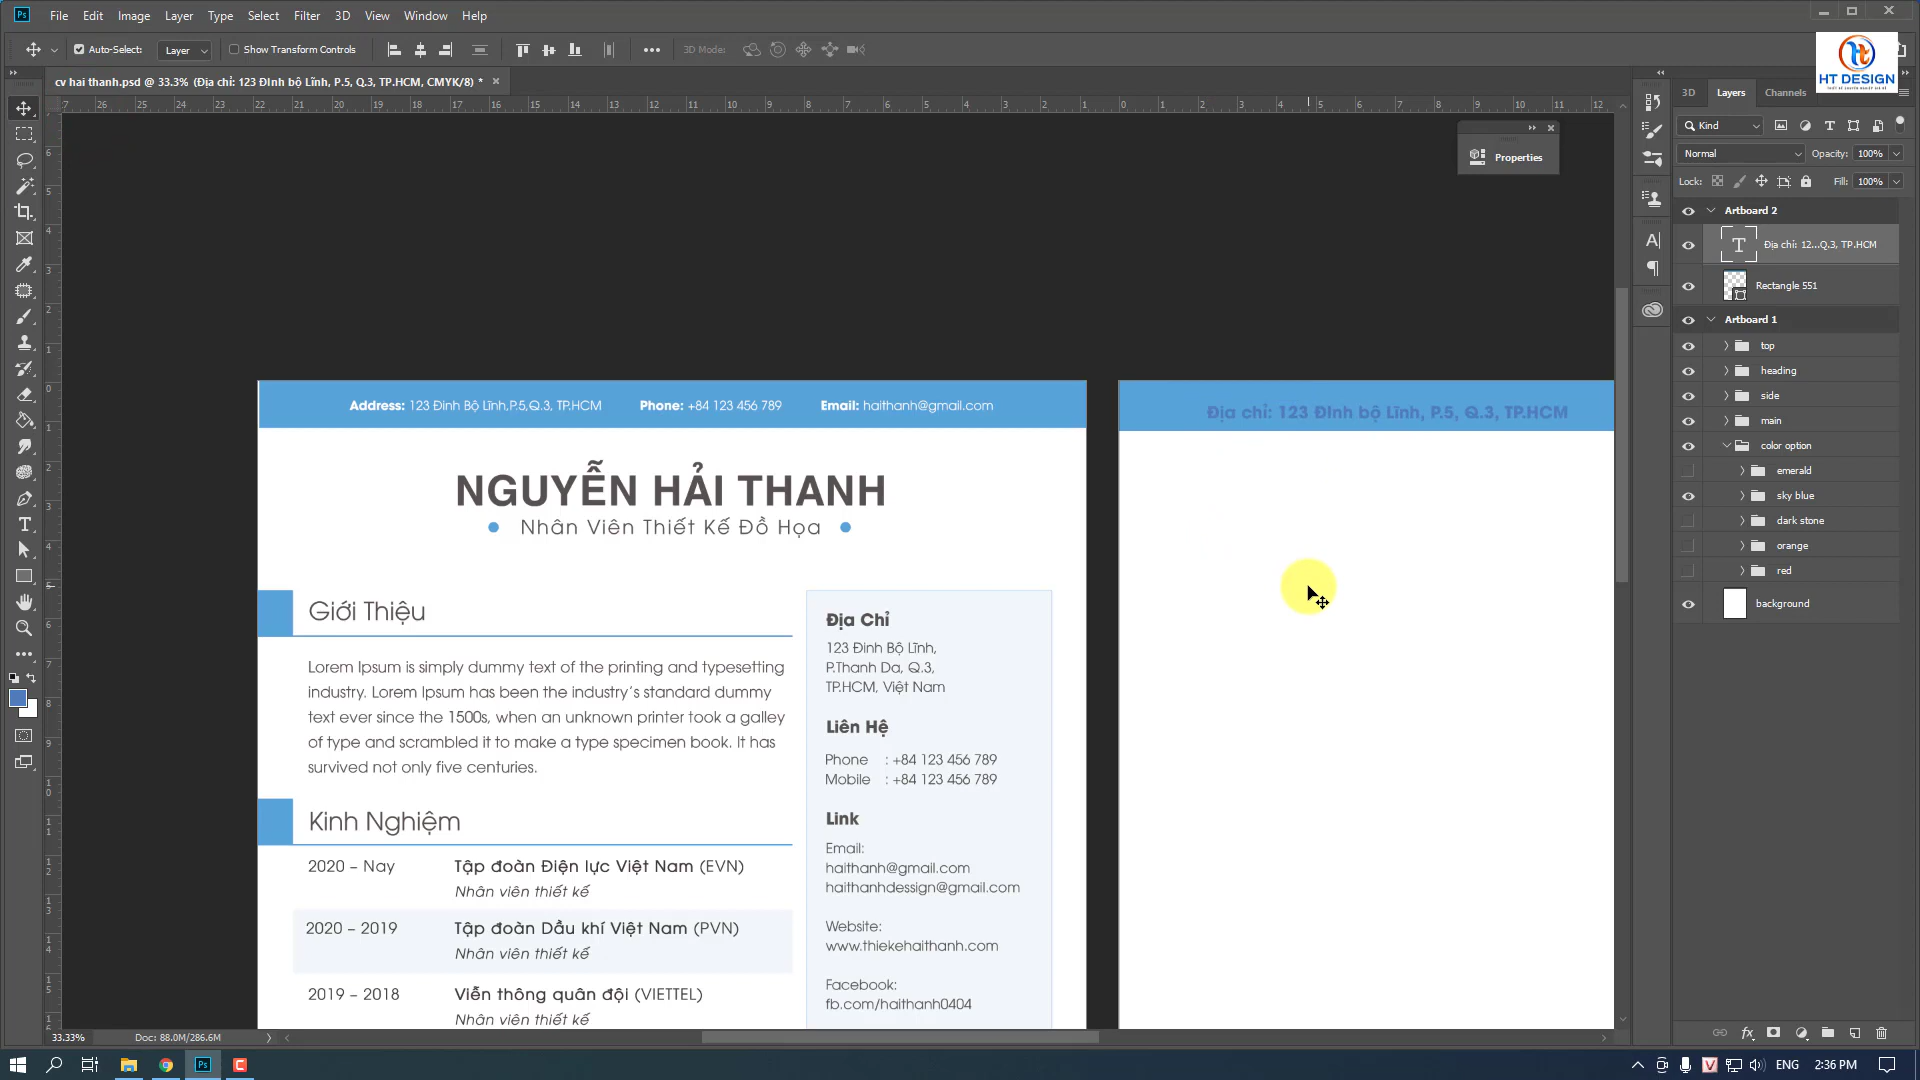 File Edit Image Layer Type Select Filter 3D View Window Help
Auto-Select: Layer Show Transform Controls 3D Mode:
HT DESIGN
cv hai thanh.psd @ 33.3% (Địa chỉ: 123 Đlnh bộ Lĩnh, P.5, Q.3, TP.HCM, CMYK/8) *
Properties
3D Layers Channels
Kind
Normal Opacity: 100%
Lock: Fill: 100%
Artboard 2
Địa chỉ: 12...Q.3, TP.HCM
Rectangle 551
Artboard 1
top
heading
side
main
color option
emerald
sky blue
dark stone
orange
red
background
Address: 123 Đinh Bộ Lĩnh,P.5,Q.3, TP.HCM Phone: +84 123 456 789 Email: haithanh@gmail.com
Địa chỉ: 123 Đlnh bộ Lĩnh, P.5, Q.3, TP.HCM
NGUYỄN HẢI THANH
Nhân Viên Thiết Kế Đồ Họa
Giới Thiệu
Lorem Ipsum is simply dummy text of the printing and typesetting
industry. Lorem Ipsum has been the industry's standard dummy
text ever since the 1500s, when an unknown printer took a galley
of type and scrambled it to make a type specimen book. It has
survived not only five centuries.
Kinh Nghiệm
2020 – Nay Tập đoàn Điện lực Việt Nam (EVN)
Nhân viên thiết kế
2020 – 2019 Tập đoàn Dầu khí Việt Nam (PVN)
Nhân viên thiết kế
2019 – 2018 Viễn thông quân đội (VIETTEL)
Nhân viên thiết kế
Địa Chỉ
123 Đinh Bộ Lĩnh,
P.Thanh Da, Q.3,
TP.HCM, Việt Nam
Liên Hệ
Phone : +84 123 456 789
Mobile : +84 123 456 789
Link
Email:
haithanh@gmail.com
haithanhdessign@gmail.com
Website:
www.thiekehaithanh.com
Facebook:
fb.com/haithanh0404
33.33% Doc: 88.0M/286.6M
ENG 2:36 PM